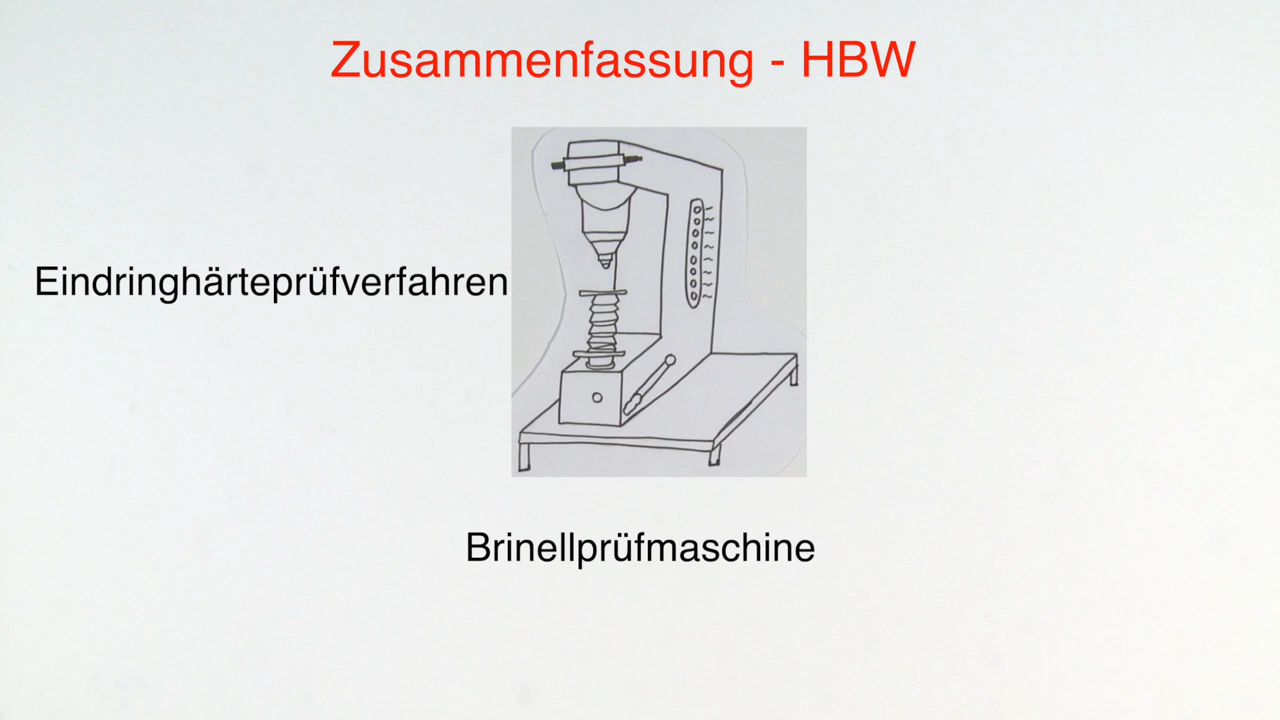 Zusammenfassung - HBW
Eindringhärteprüfverfahren
Brinellprüfmaschine